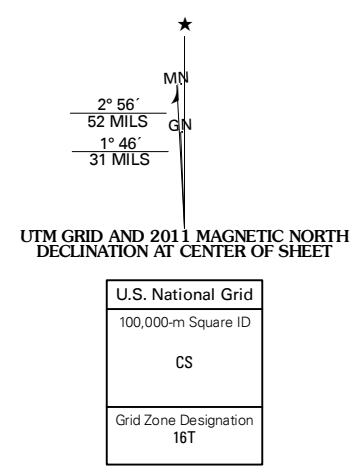 ★
MN
2° 56´
52 MILS
GN
1° 46´
31 MILS
UTM GRID AND 2011 MAGNETIC NORTH
DECLINATION AT CENTER OF SHEET
U.S. National Grid
100,000-m Square ID
CS
Grid Zone Designation
16T